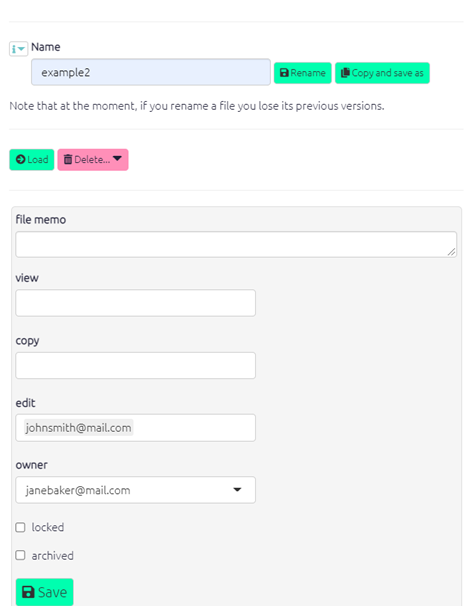 Name
example2 Rename Copy and save as
Note that at the moment, if you rename a file you lose its previous versions.
Load Delete...
file memo
view
copy
edit
johnsmith@mail.com
owner
janebaker@mail.com
locked
archived
Save